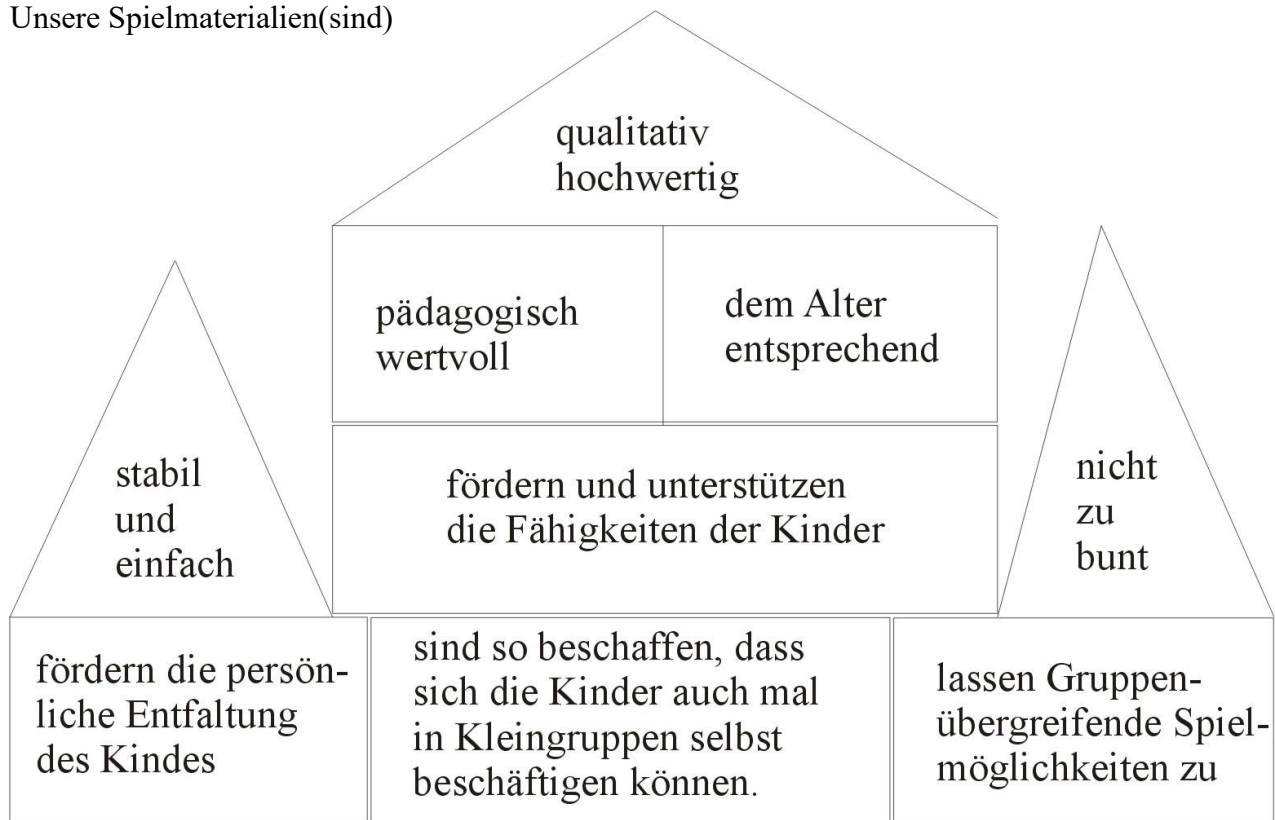 Unsere Spielmaterialien(sind)
qualitativ
hochwertig
pädagogisch
wertvoll
dem Alter
entsprechend
stabil
und
einfach
fördern und unterstützen
die Fähigkeiten der Kinder
nicht
zu
bunt
fördern die persön-
liche Entfaltung
des Kindes
sind so beschaffen, dass
sich die Kinder auch mal
in Kleingruppen selbst
beschäftigen können.
lassen Gruppen-
übergreifende Spiel-
möglichkeiten zu